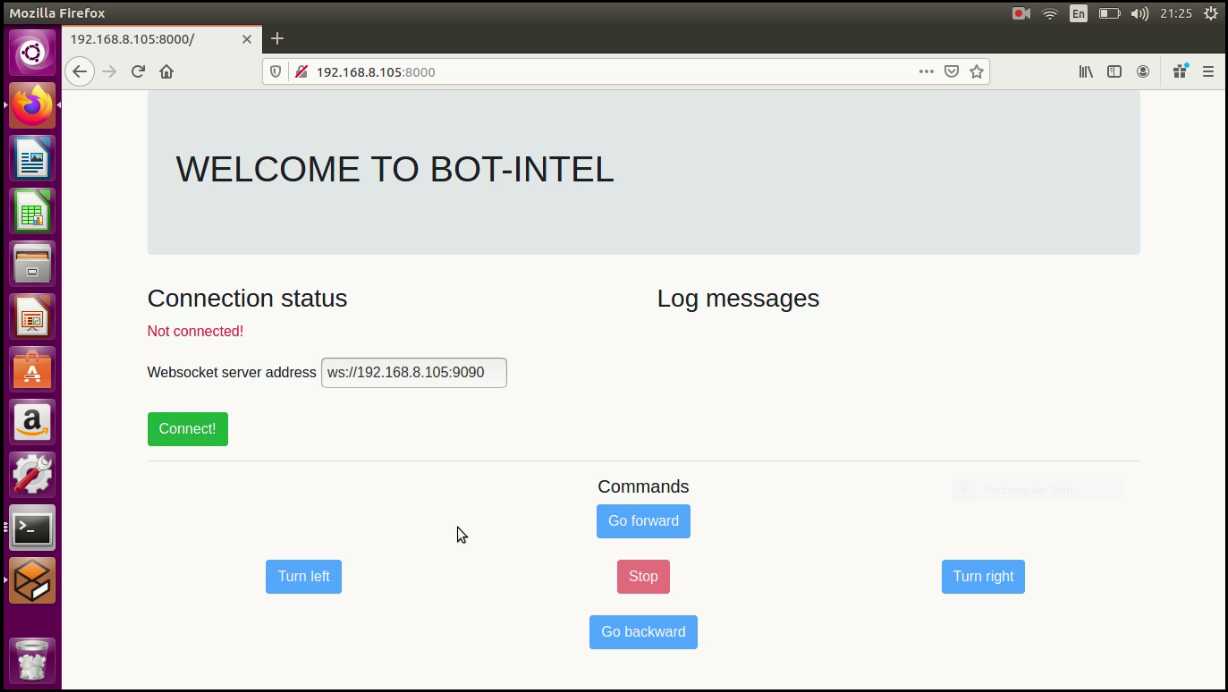 Mozilla Firefox
En
21:25
192.168.8.105:8000/
192.168.8.105:8000
WELCOME TO BOT-INTEL
Connection status
Log messages
Not connected!
Websocket server address ws://192.168.8.105:9090
Connect!
Commands
Rectangular Snip
Go forward
Turn left
Stop
Turn right
Go backward